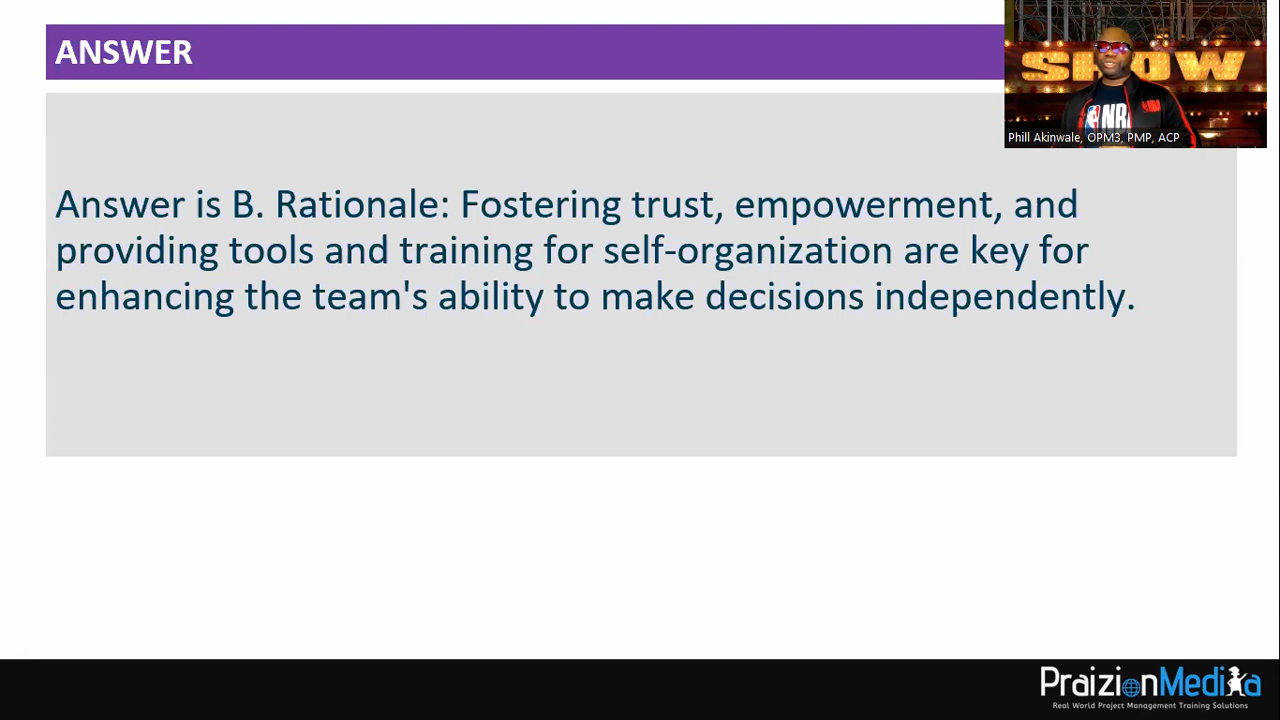 ANSWER
SHOW
NBA
Phill Akinwale, OPM3, PMP, ACP
Answer is B. Rationale: Fostering trust, empowerment, and
providing tools and training for self-organization are key for
enhancing the team's ability to make decisions independently.
PraizionMedia
Real World Project Management Training Solutions